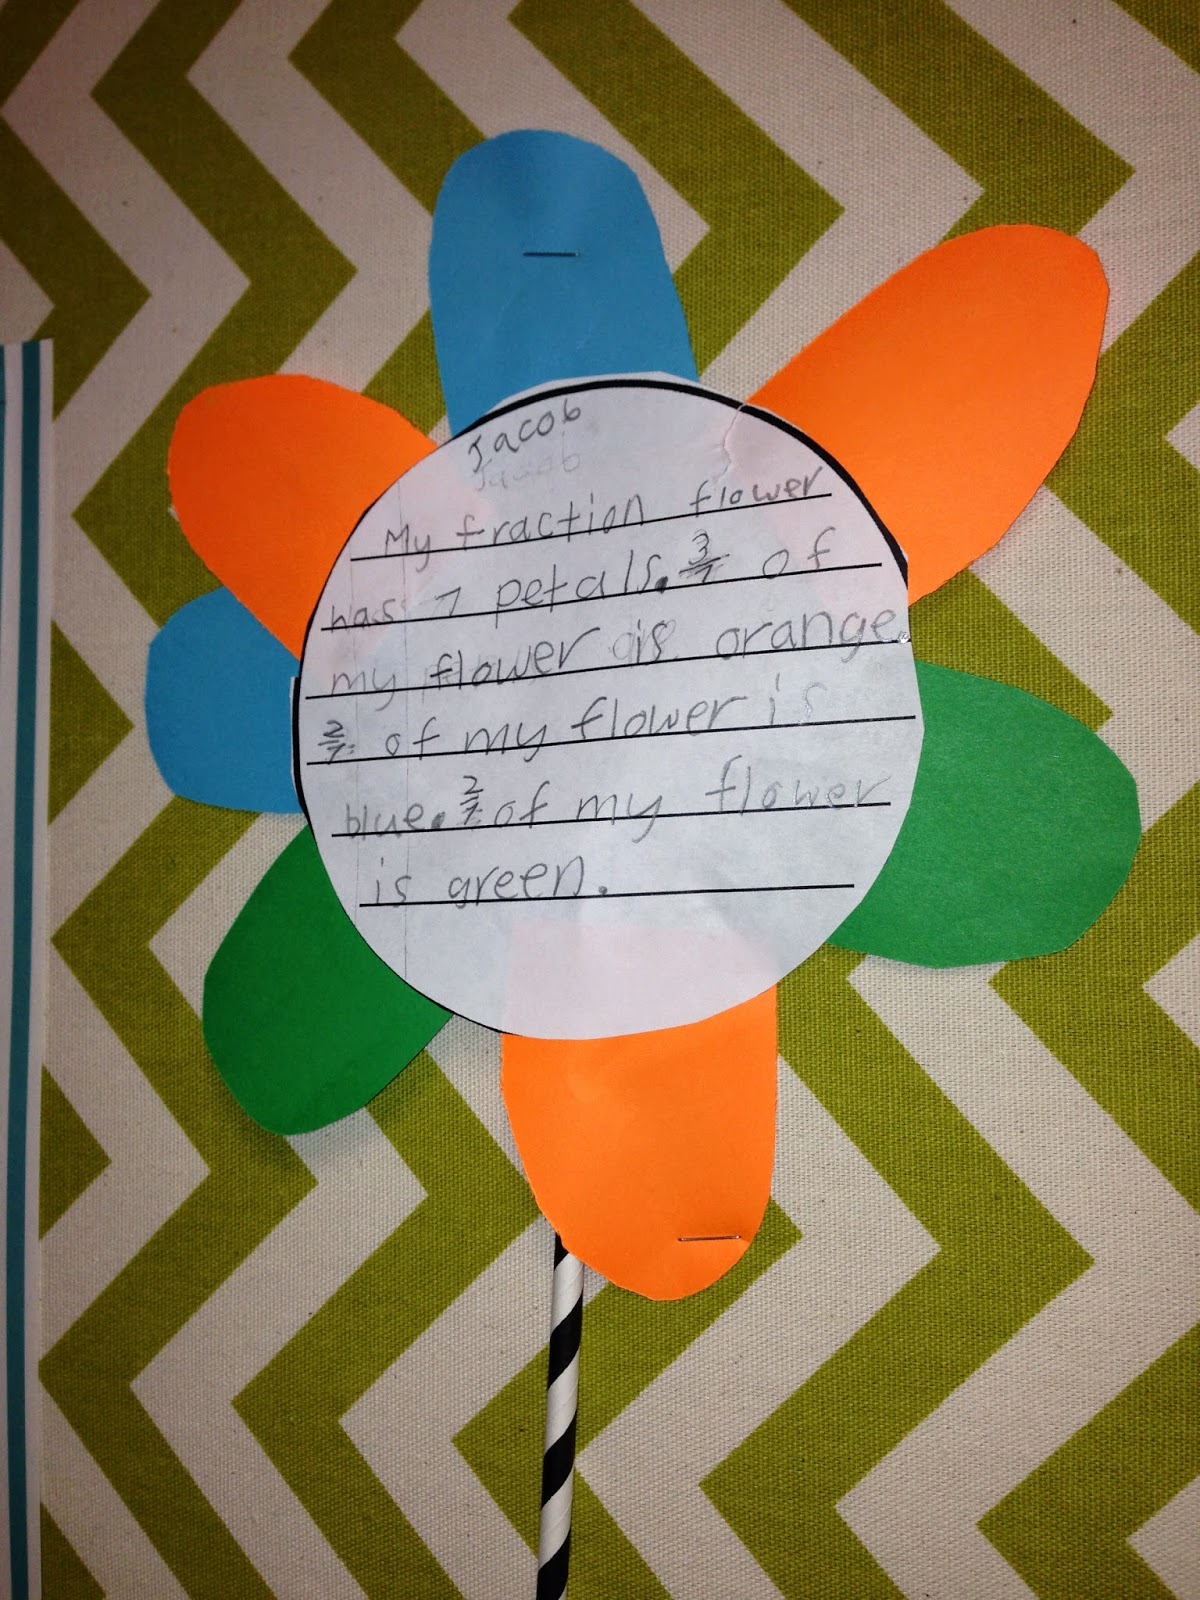 Jacob
My fraction flower
has 7 petals. 3/7 of
my flower is orange.
2/7 of my flower is
blue. 2/7 of my flower
is green.